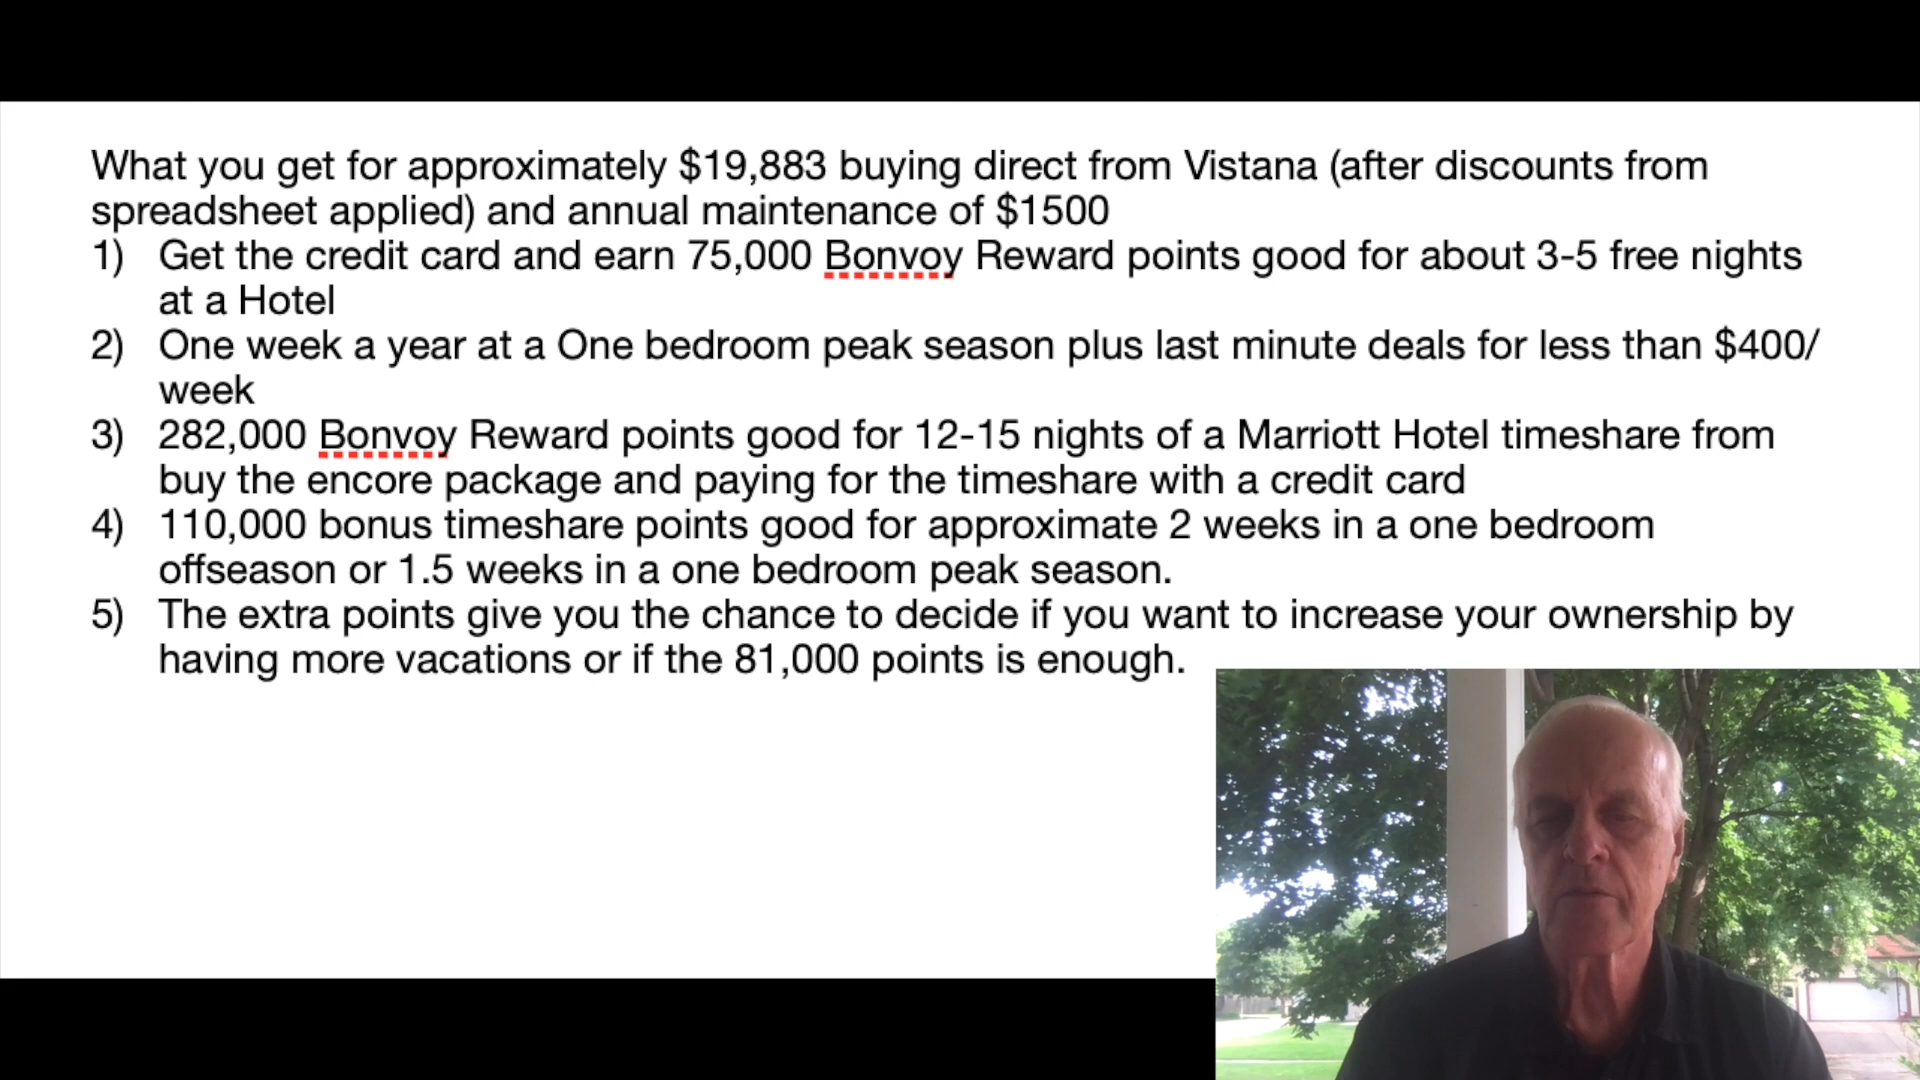 What you get for approximately $19,883 buying direct from Vistana (after discounts from
spreadsheet applied) and annual maintenance of $1500
1) Get the credit card and earn 75,000 Bonvoy Reward points good for about 3-5 free nights
at a Hotel
2) One week a year at a One bedroom peak season plus last minute deals for less than $400/
week
3) 282,000 Bonvoy Reward points good for 12-15 nights of a Marriott Hotel timeshare from
buy the encore package and paying for the timeshare with a credit card
4) 110,000 bonus timeshare points good for approximate 2 weeks in a one bedroom
offseason or 1.5 weeks in a one bedroom peak season.
5) The extra points give you the chance to decide if you want to increase your ownership by
having more vacations or if the 81,000 points is enough.